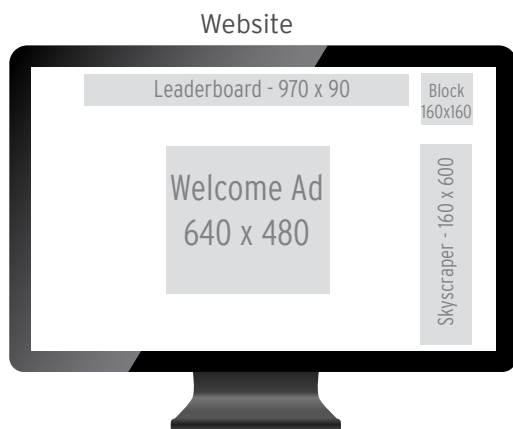 Website
Leaderboard - 970 x 90
Block
160x160
Welcome Ad
640 x 480
Skyscraper - 160 x 600